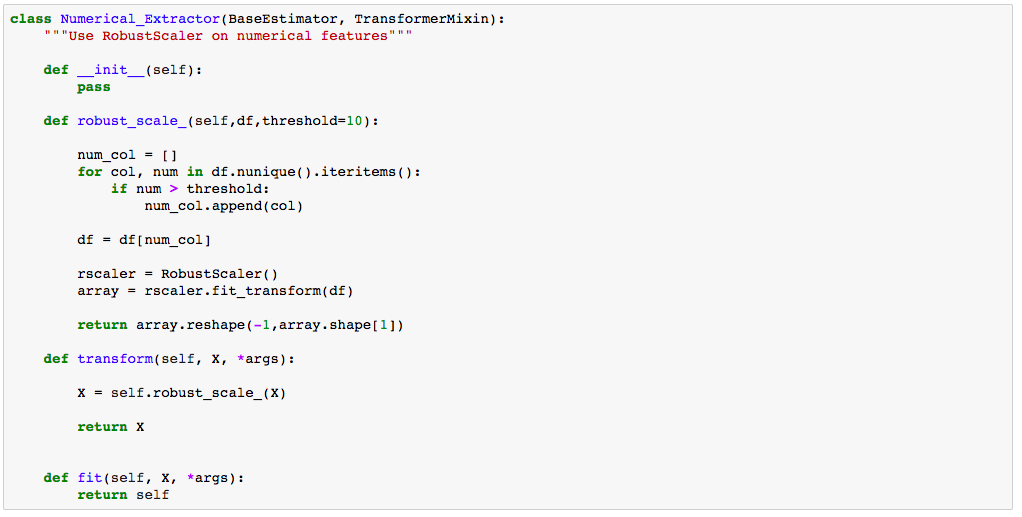 class Numerical_Extractor(BaseEstimator, TransformerMixin):
    """Use RobustScaler on numerical features"""

    def __init__(self):
        pass

    def robust_scale_(self,df,threshold=10):

        num_col = []
        for col, num in df.nunique().iteritems():
            if num > threshold:
                num_col.append(col)

        df = df[num_col]

        rscaler = RobustScaler()
        array = rscaler.fit_transform(df)

        return array.reshape(-1,array.shape[1])

    def transform(self, X, *args):

        X = self.robust_scale_(X)

        return X


    def fit(self, X, *args):
        return self